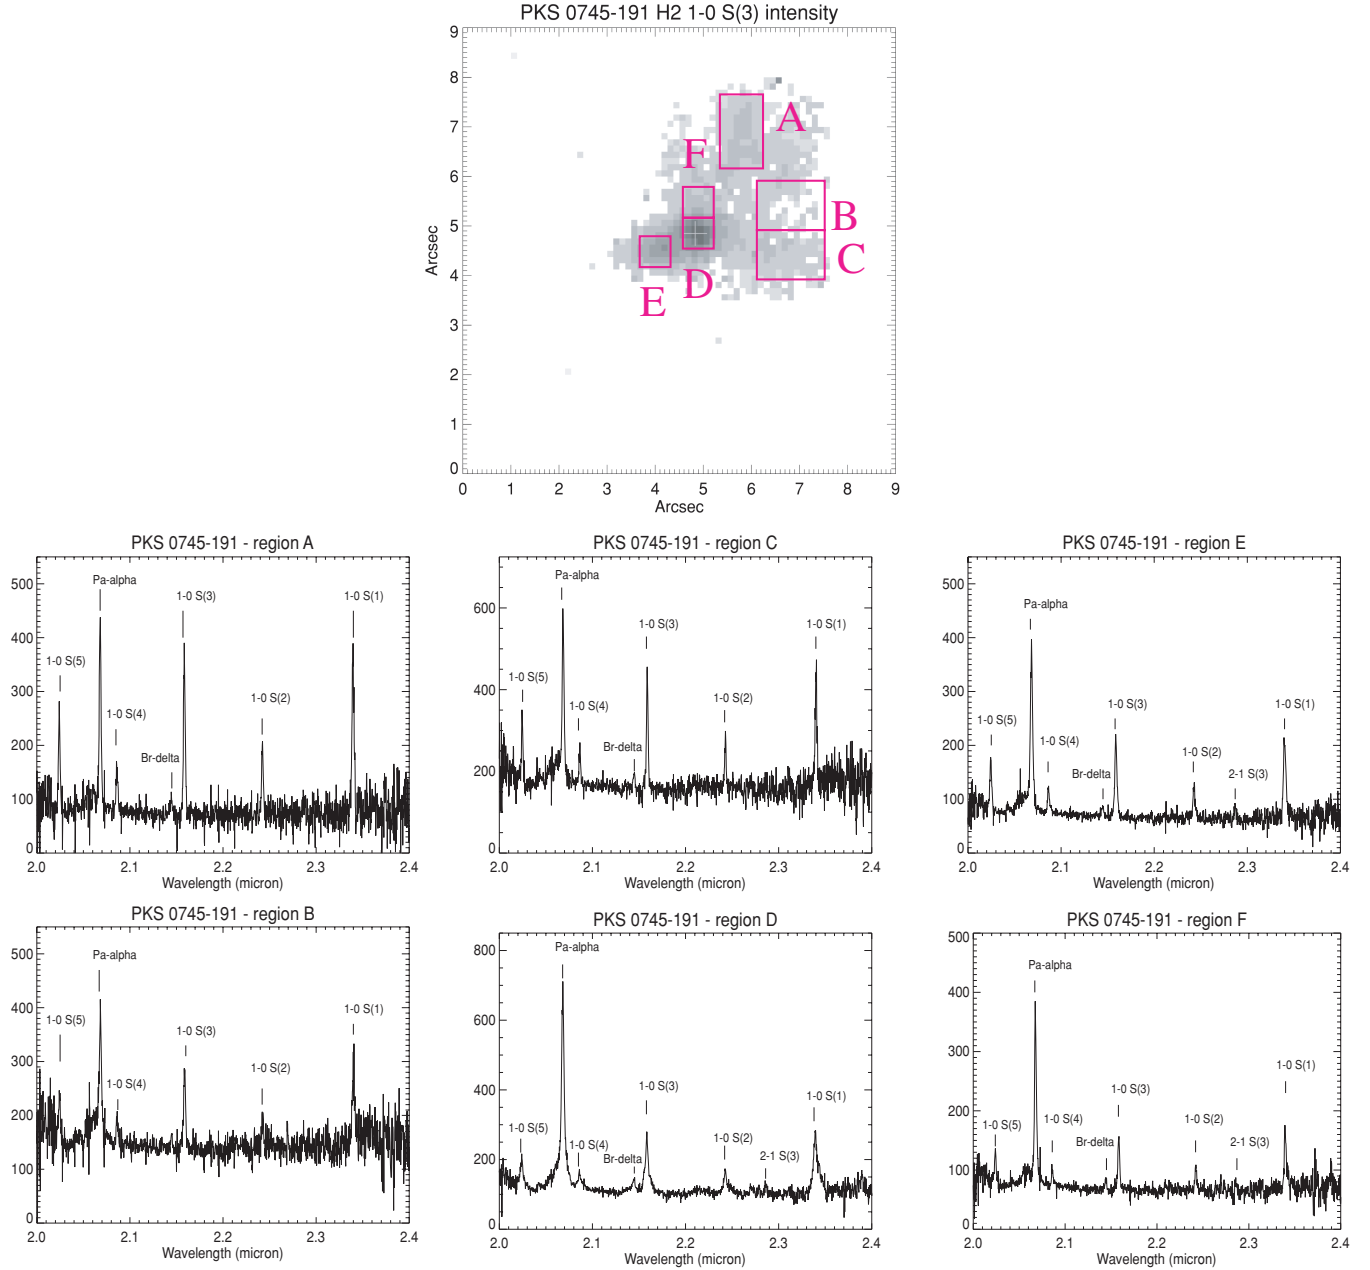 PKS 0745-191 H2 1-0 S(3) intensity
9
8
7
6
5
4
3
2
1
0
Arcsec
A
F
B
C
D
E
0 1 2 3 4 5 6 7 8 9
Arcsec
PKS 0745-191 - region A
500
400
300
200
100
0
1-0 S(5)
Pa-alpha
1-0 S(4)
Br-delta
1-0 S(3)
1-0 S(2)
1-0 S(1)
2.0 2.1 2.2 2.3 2.4
Wavelength (micron)
PKS 0745-191 - region C
600
400
200
0
1-0 S(5)
Pa-alpha
1-0 S(4)
Br-delta
1-0 S(3)
1-0 S(2)
1-0 S(1)
2.0 2.1 2.2 2.3 2.4
Wavelength (micron)
PKS 0745-191 - region E
500
400
300
200
100
0
1-0 S(5)
Pa-alpha
1-0 S(4)
Br-delta
1-0 S(3)
1-0 S(2)
2-1 S(3)
1-0 S(1)
2.0 2.1 2.2 2.3 2.4
Wavelength (micron)
PKS 0745-191 - region B
500
400
300
200
100
0
1-0 S(5)
Pa-alpha
1-0 S(4)
1-0 S(3)
1-0 S(2)
1-0 S(1)
2.0 2.1 2.2 2.3 2.4
Wavelength (micron)
PKS 0745-191 - region D
800
600
400
200
0
1-0 S(5)
Pa-alpha
1-0 S(4)
Br-delta
1-0 S(3)
1-0 S(2)
2-1 S(3)
1-0 S(1)
2.0 2.1 2.2 2.3 2.4
Wavelength (micron)
PKS 0745-191 - region F
500
400
300
200
100
0
1-0 S(5)
Pa-alpha
1-0 S(4)
Br-delta
1-0 S(3)
1-0 S(2)
2-1 S(3)
1-0 S(1)
2.0 2.1 2.2 2.3 2.4
Wavelength (micron)